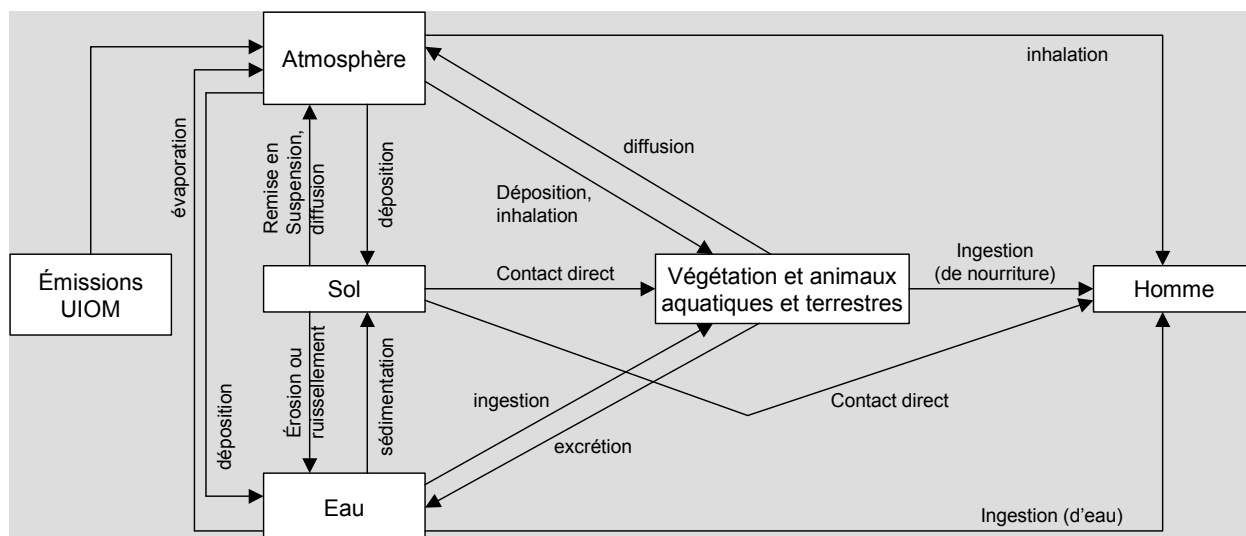 Atmosphère
inhalation
évaporation
Remise en
Suspension,
diffusion
déposition
diffusion
Déposition,
inhalation
Émissions
UIOM
Sol
Contact direct
Végétation et animaux
aquatiques et terrestres
Ingestion
(de nourriture)
Homme
déposition
Érosion ou
ruissellement
sédimentation
ingestion
Contact direct
excrétion
Eau
Ingestion (d’eau)